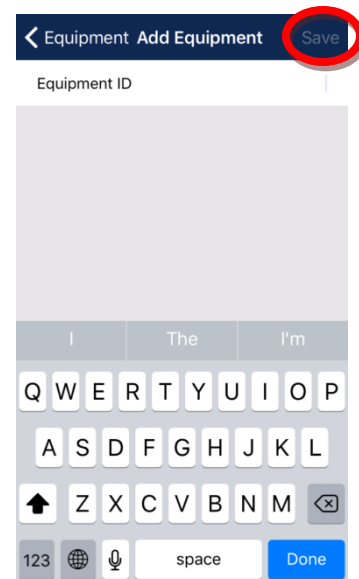 Equipment Add Equipment Save
Equipment ID
I The I'm
Q W E R T Y U I O P
A S D F G H J K L
Z X C V B N M
123 space Done